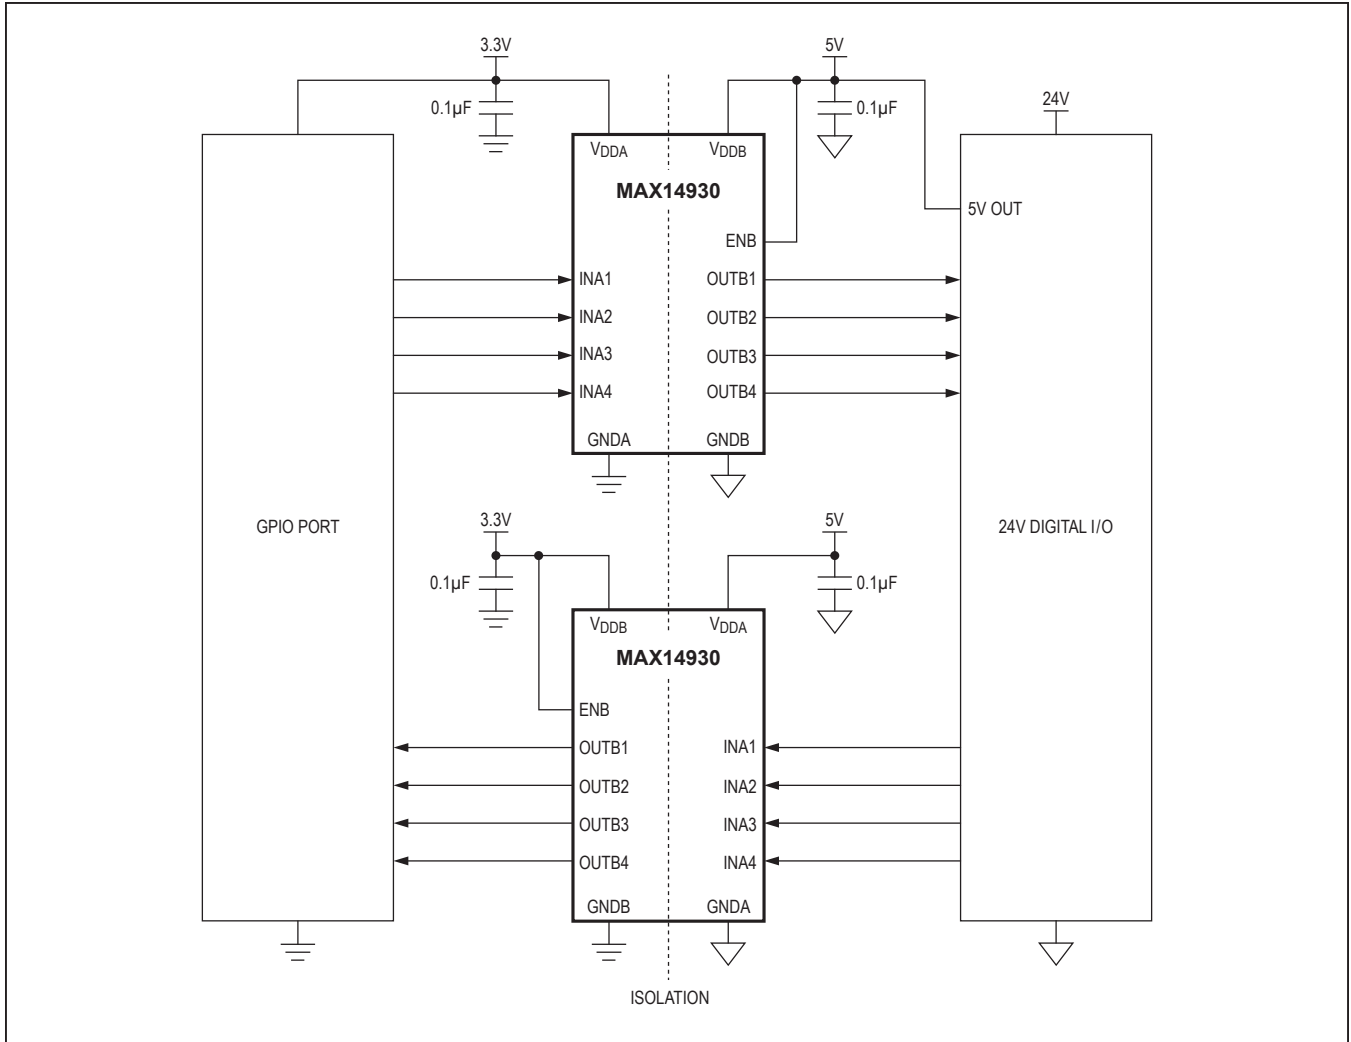 3.3V
5V
24V
0.1µF
0.1µF
VDDA
VDDB
MAX14930
5V OUT
ENB
INA1
OUTB1
INA2
OUTB2
INA3
OUTB3
INA4
OUTB4
GNDA
GNDB
GPIO PORT
3.3V
5V
24V DIGITAL I/O
0.1µF
0.1µF
VDDB
VDDA
MAX14930
ENB
OUTB1
INA1
OUTB2
INA2
OUTB3
INA3
OUTB4
INA4
GNDB
GNDA
ISOLATION